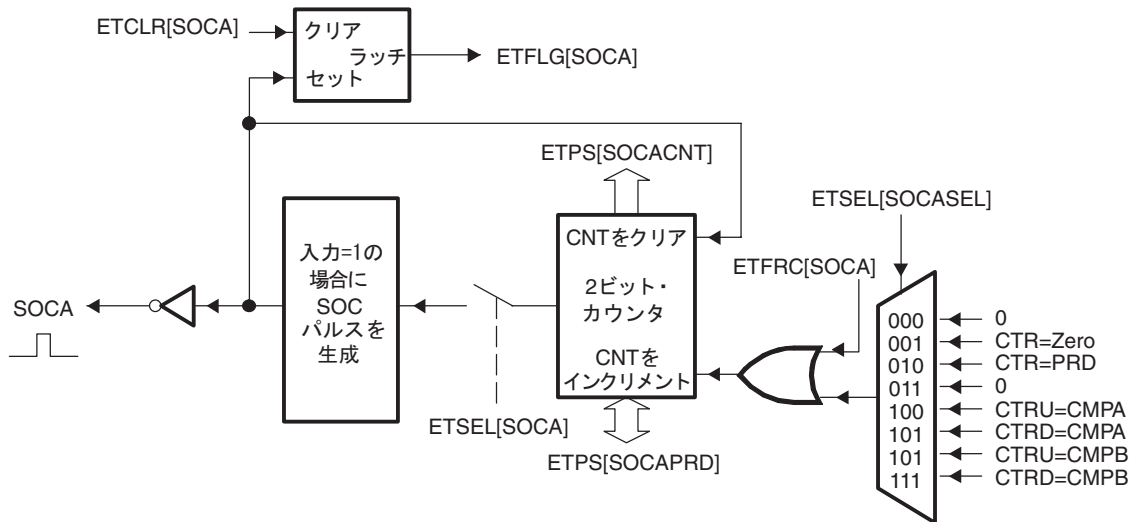 ETCLR[SOCA]
クリア
ラッチ
セット
ETFLG[SOCA]
ETPS[SOCACNT]
ETSEL[SOCASEL]
CNTをクリア
2ビット・
カウンタ
CNTを
インクリメント
ETFRC[SOCA]
入力=1の
場合に
SOC
パルスを
生成
SOCA
ETSEL[SOCA]
ETPS[SOCAPRD]
000 0
001 CTR=Zero
010 CTR=PRD
011 0
100 CTRU=CMPA
101 CTRD=CMPA
101 CTRU=CMPB
111 CTRD=CMPB